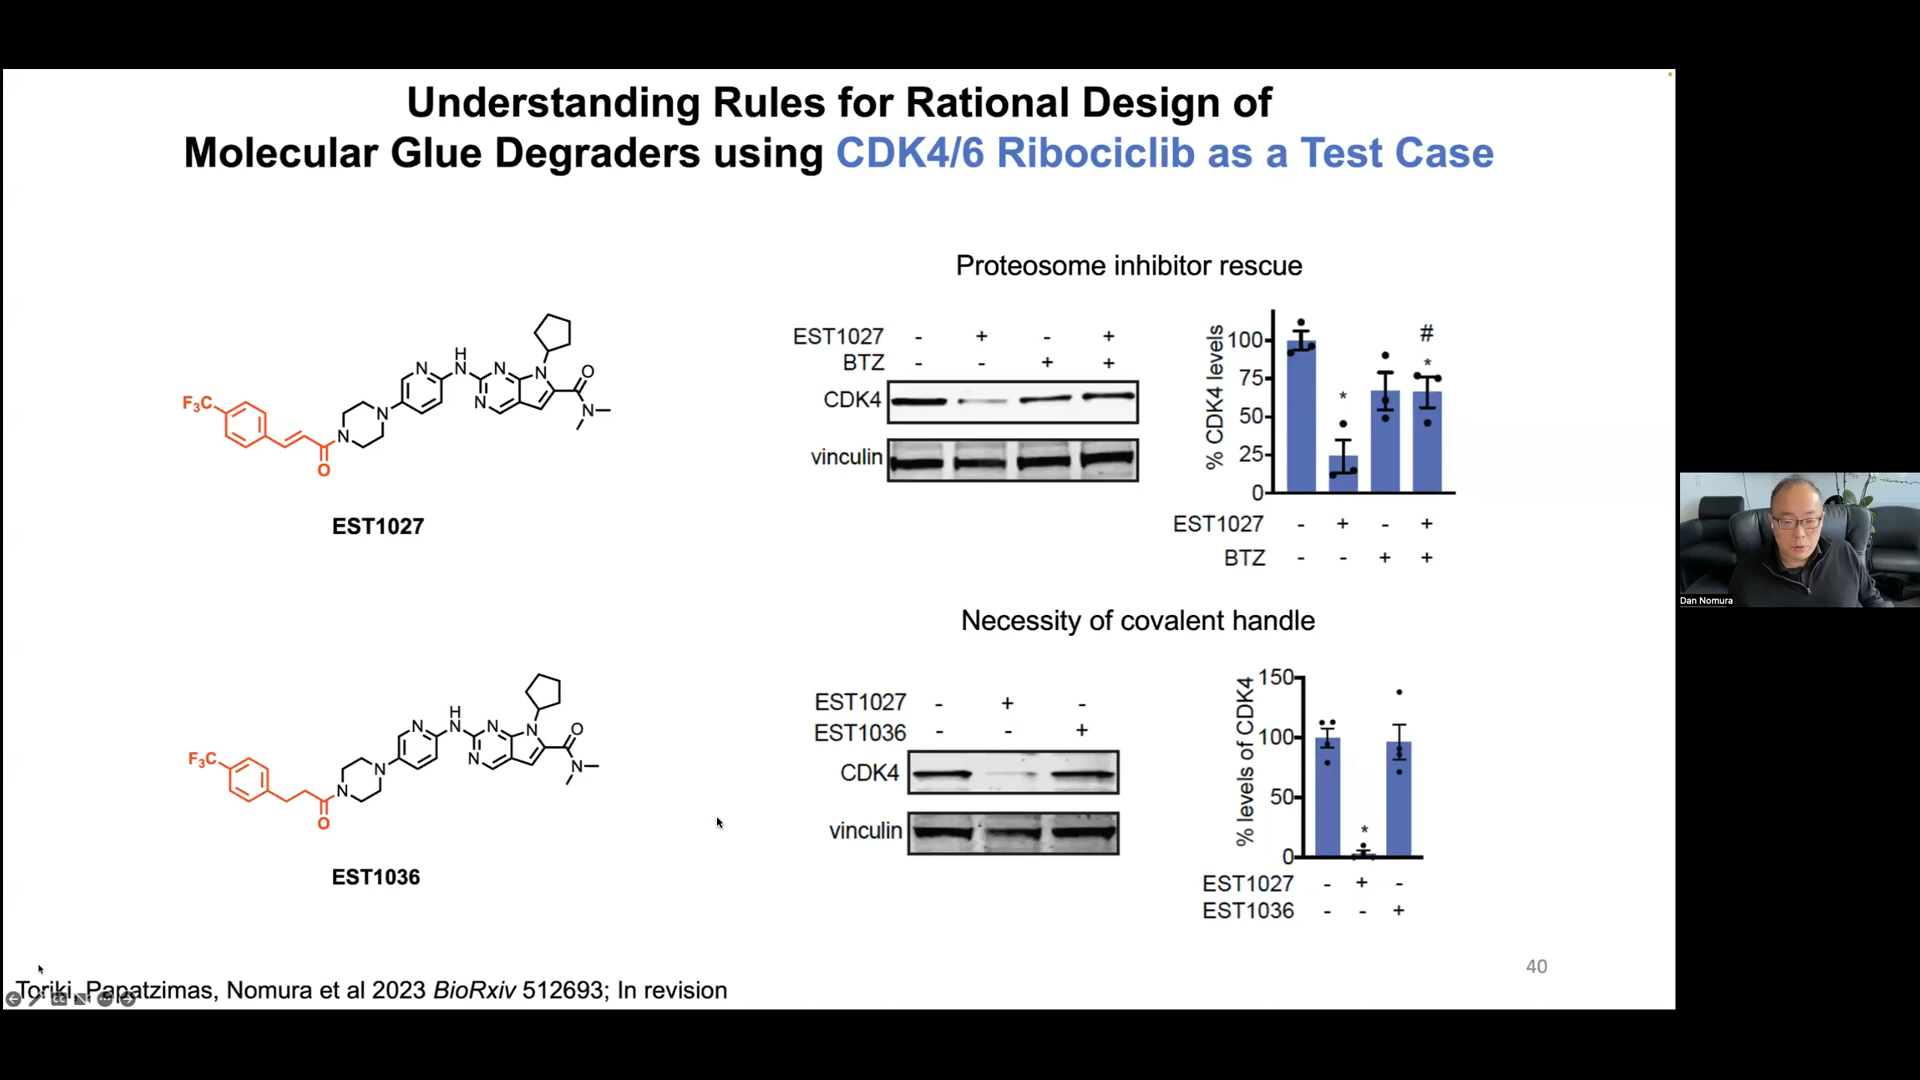 Understanding Rules for Rational Design of
Molecular Glue Degraders using CDK4/6 Ribociclib as a Test Case
Proteosome inhibitor rescue
F₃C
O
N
N
N
H
N
N
N
N
O
N
EST1027
EST1027 - + - +
BTZ - - + +
CDK4
vinculin
% CDK4 levels
100
75
50
25
0
*
#
*
EST1027 - + - +
BTZ - - + +
Necessity of covalent handle
F₃C
O
N
N
N
H
N
N
N
N
O
N
EST1036
EST1027 - + -
EST1036 - - +
CDK4
vinculin
% levels of CDK4
150
100
50
0
*
EST1027 - + -
EST1036 - - +
40
Toriki, Papatzimas, Nomura et al 2023 BioRxiv 512693; In revision
Dan Nomura